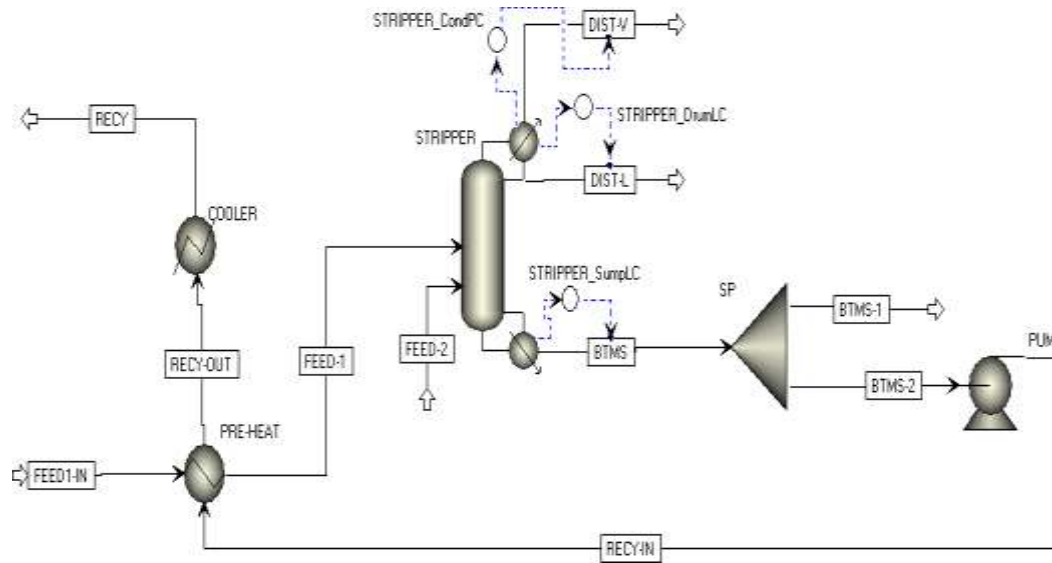 STRIPPER_CondPC
DIST-V
RECY
STRIPPER_DrumLC
STRIPPER
DIST-L
COOLER
STRIPPER_SumpLC
SP
BTMS-1
RECY-OUT
FEED-1
FEED-2
BTMS
PUM
BTMS-2
PRE-HEAT
FEED1-IN
RECY-IN